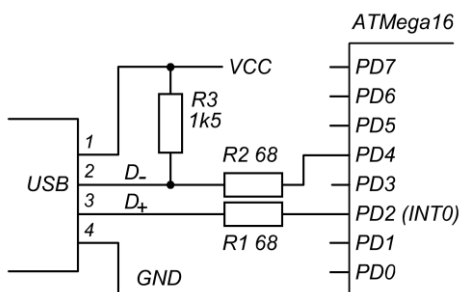 ATMega16
VCC
PD7
R3
1k5
PD6
PD5
1
R2 68
PD4
USB
2
D-
PD3
3
D+
PD2 (INT0)
4
R1 68
PD1
GND
PD0